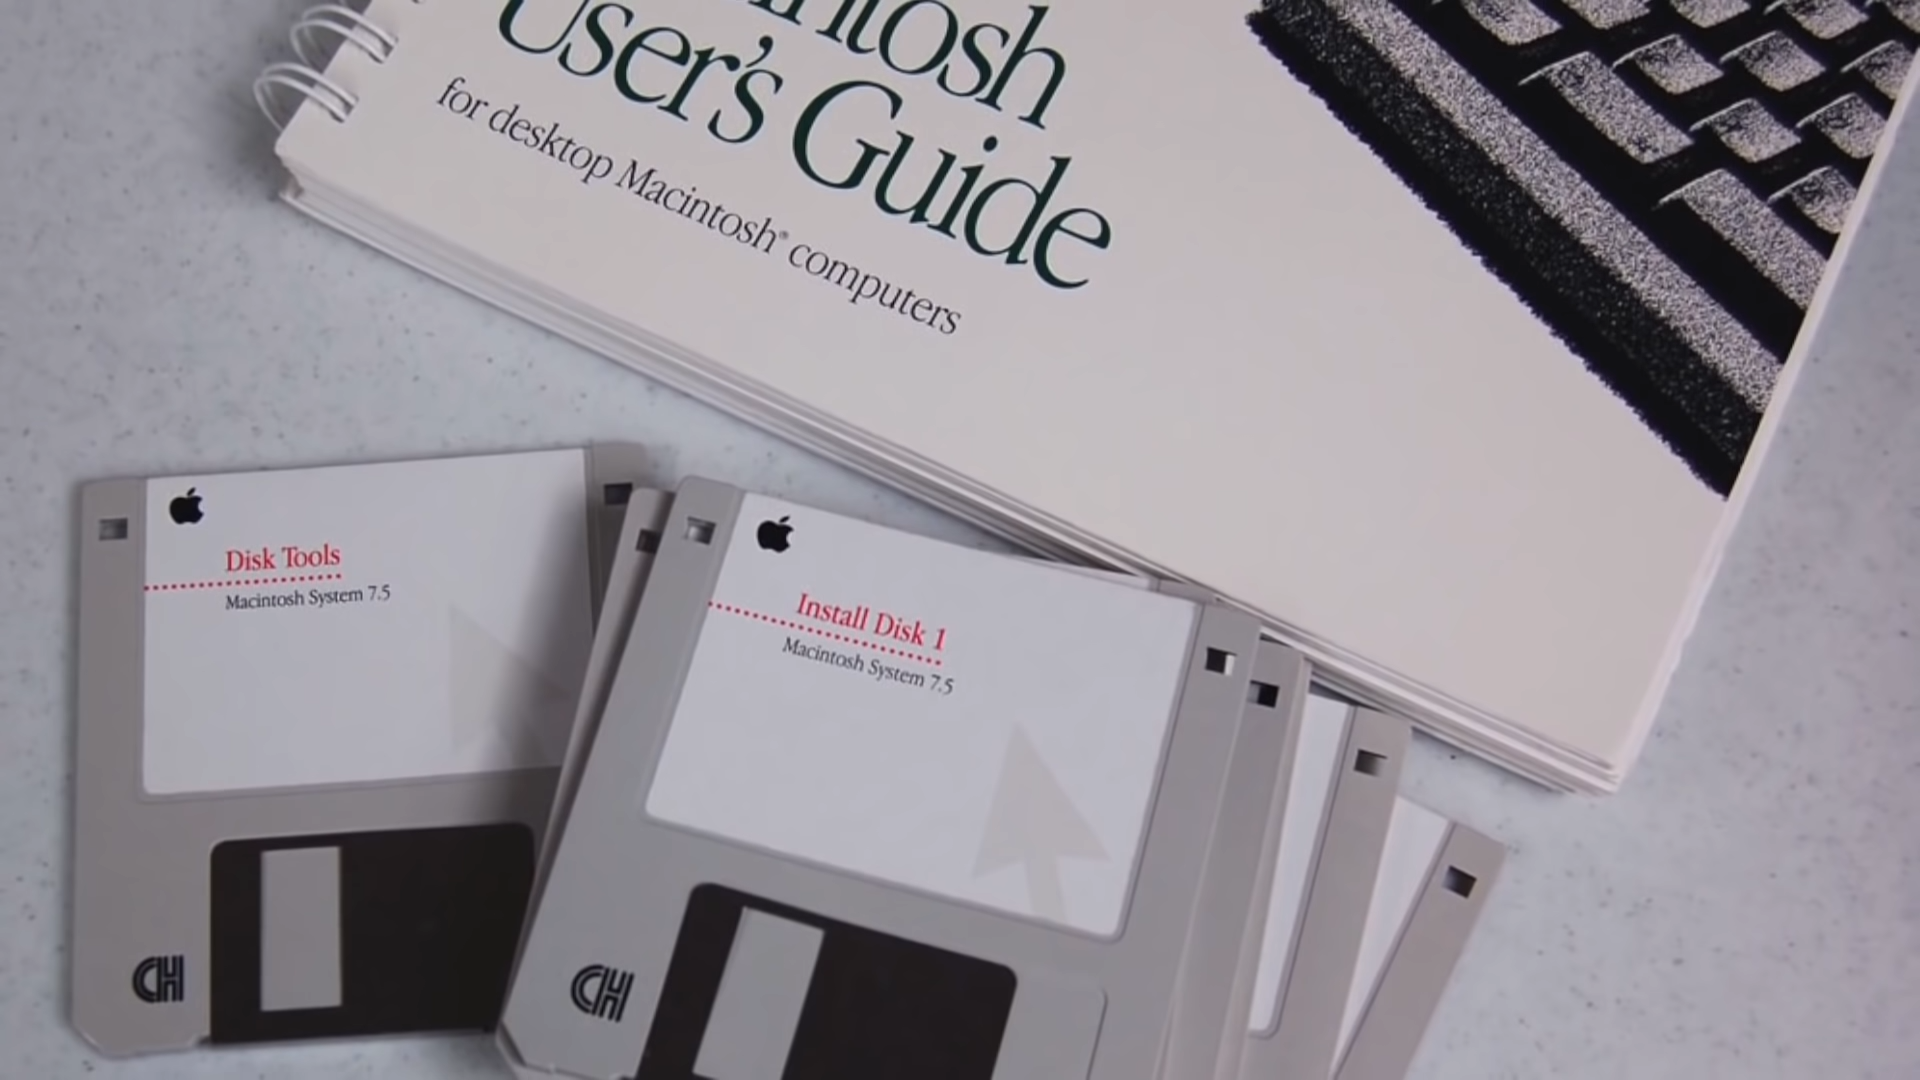 User's Guide
for desktop Macintosh® computers
Disk Tools
Macintosh System 7.5
Install Disk 1
Macintosh System 7.5